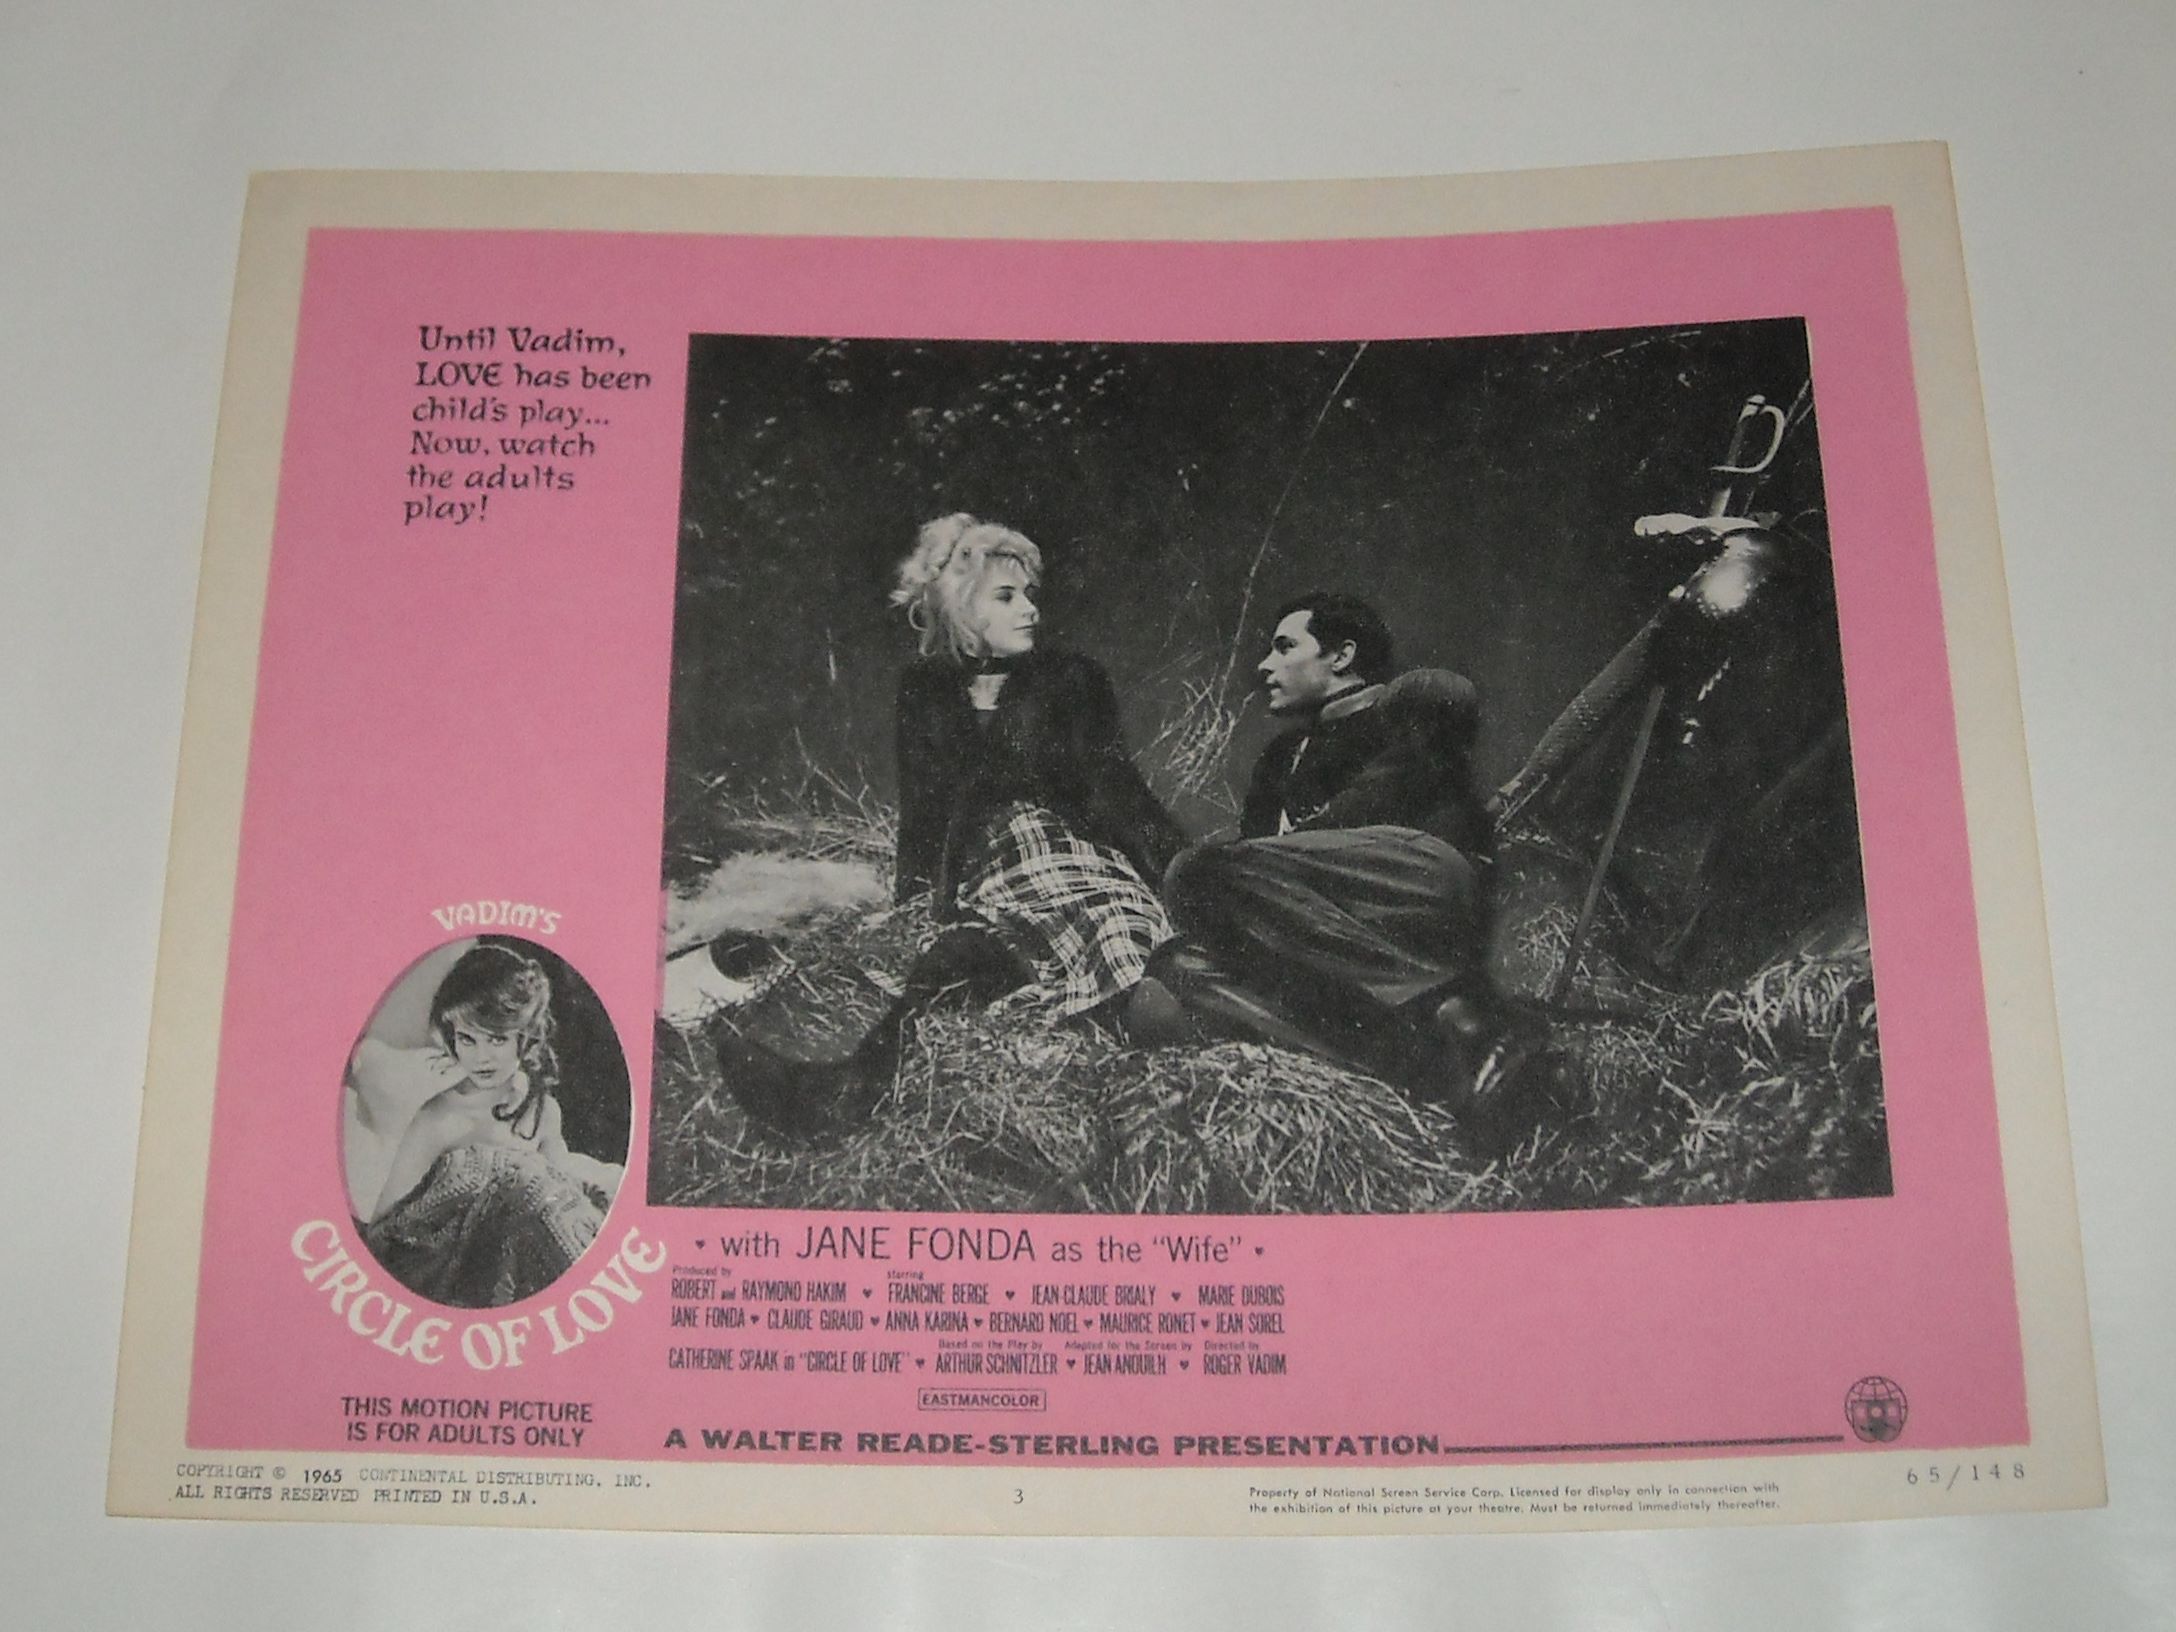 Until Vadim,
LOVE has been
child's play...
Now, watch
the adults
play!
VADIM'S
CIRCLE OF LOVE
THIS MOTION PICTURE
IS FOR ADULTS ONLY
♥ with JANE FONDA as the "Wife" ♥
Produced by starring
ROBERT and RAYMOND HAKIM ♥ FRANCINE BERGE ♥ JEAN-CLAUDE BRIALY ♥ MARIE DUBOIS
JANE FONDA ♥ CLAUDE GIRAUD ♥ ANNA KARINA ♥ BERNARD NOEL ♥ MAURICE RONET ♥ JEAN SOREL
Based on the Play by Adapted for the Screen by Directed by
CATHERINE SPAAK in "CIRCLE OF LOVE" ♥ ARTHUR SCHNITZLER ♥ JEAN ANOUILH ♥ ROGER VADIM
EASTMANCOLOR
A WALTER READE-STERLING PRESENTATION
COPYRIGHT © 1965 CONTINENTAL DISTRIBUTING, INC.
ALL RIGHTS RESERVED PRINTED IN U.S.A.
3
Property of National Screen Service Corp. Licensed for display only in connection with
the exhibition of this picture at your theatre. Must be returned immediately thereafter.
65/148